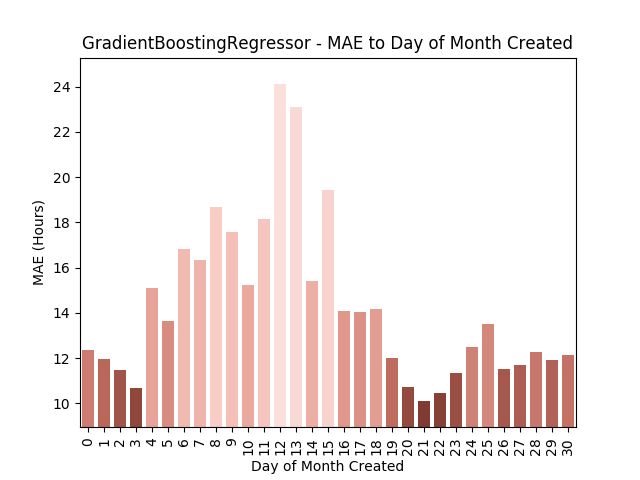 GradientBoostingRegressor - MAE to Day of Month Created
MAE (Hours)
24
22
20
18
16
14
12
10
0 1 2 3 4 5 6 7 8 9 10 11 12 13 14 15 16 17 18 19 20 21 22 23 24 25 26 27 28 29 30
Day of Month Created